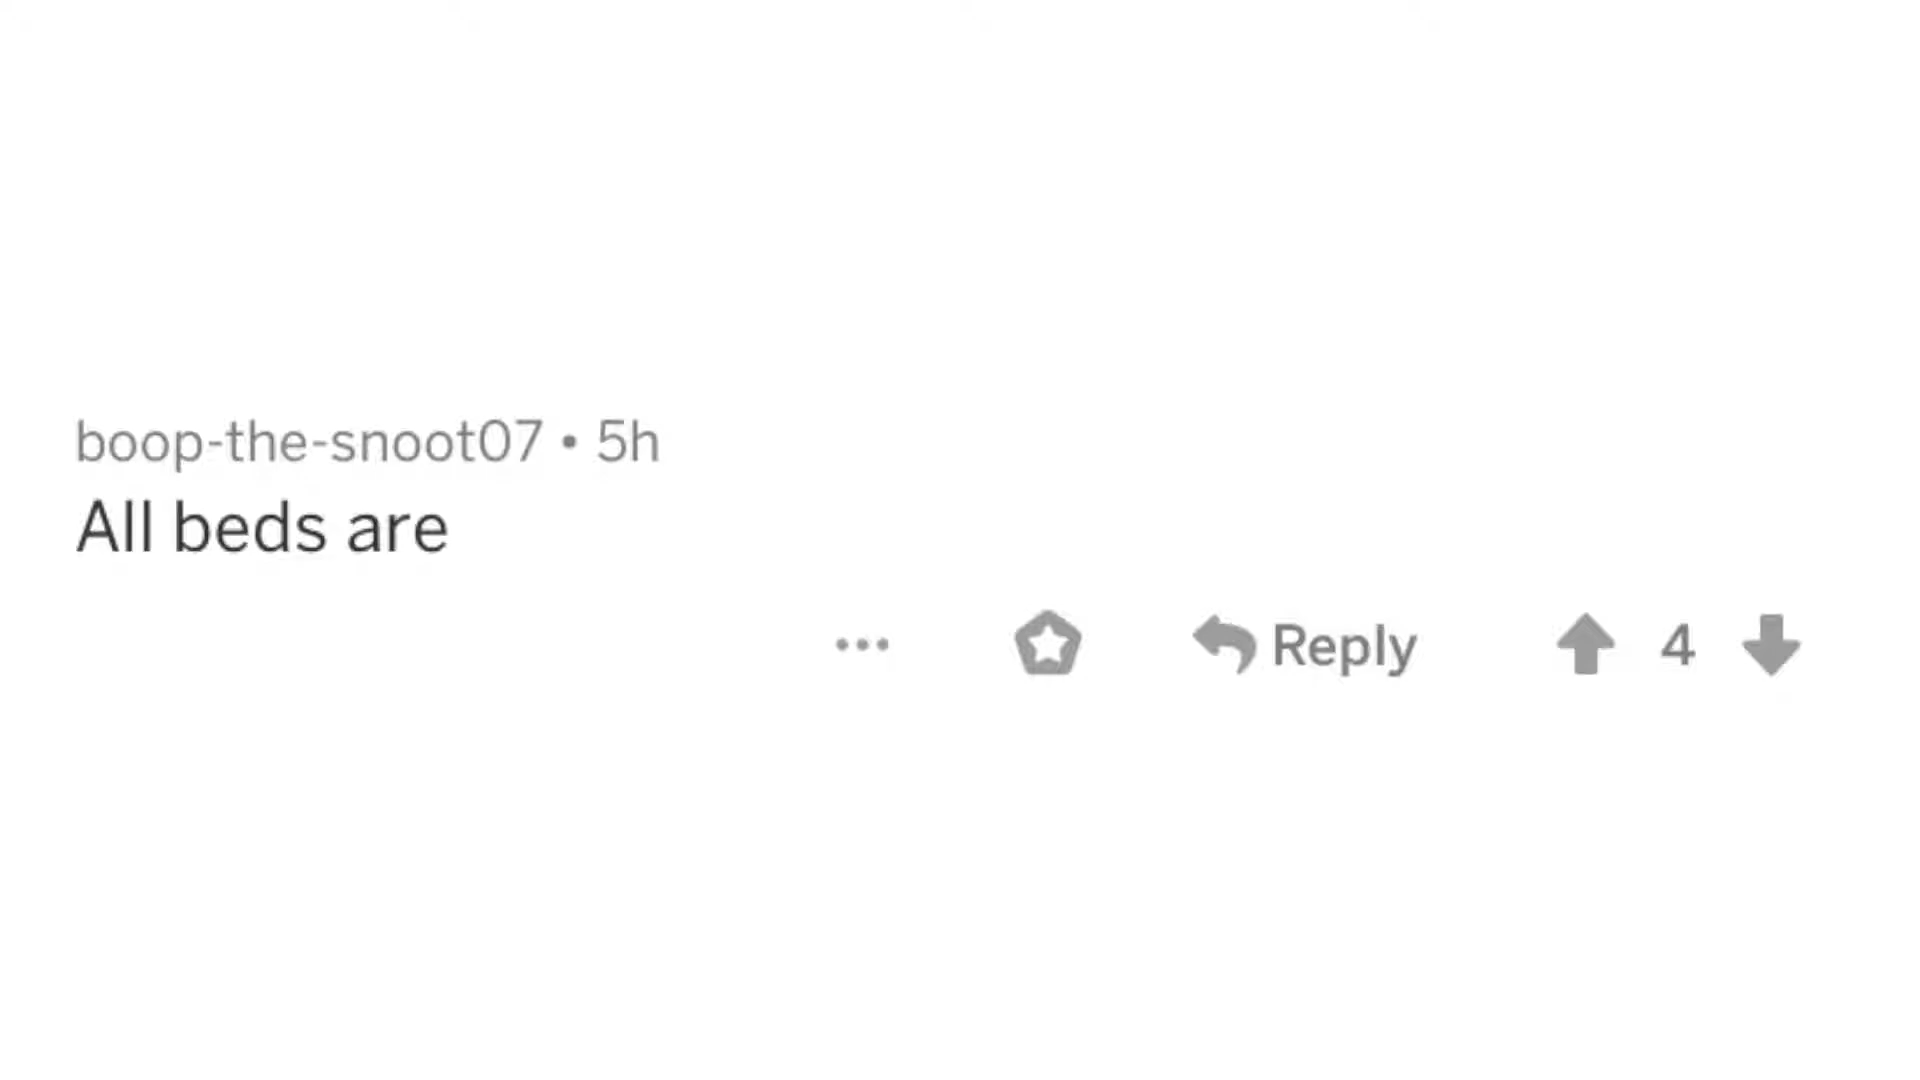 boop-the-snoot07 • 5h
All beds are
... Reply 4